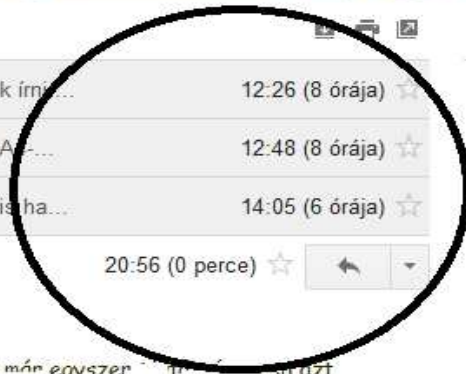 k írni...
12:26 (8 órája)
A -...
12:48 (8 órája)
ha...
14:05 (6 órája)
20:56 (0 perce)
már egyszer